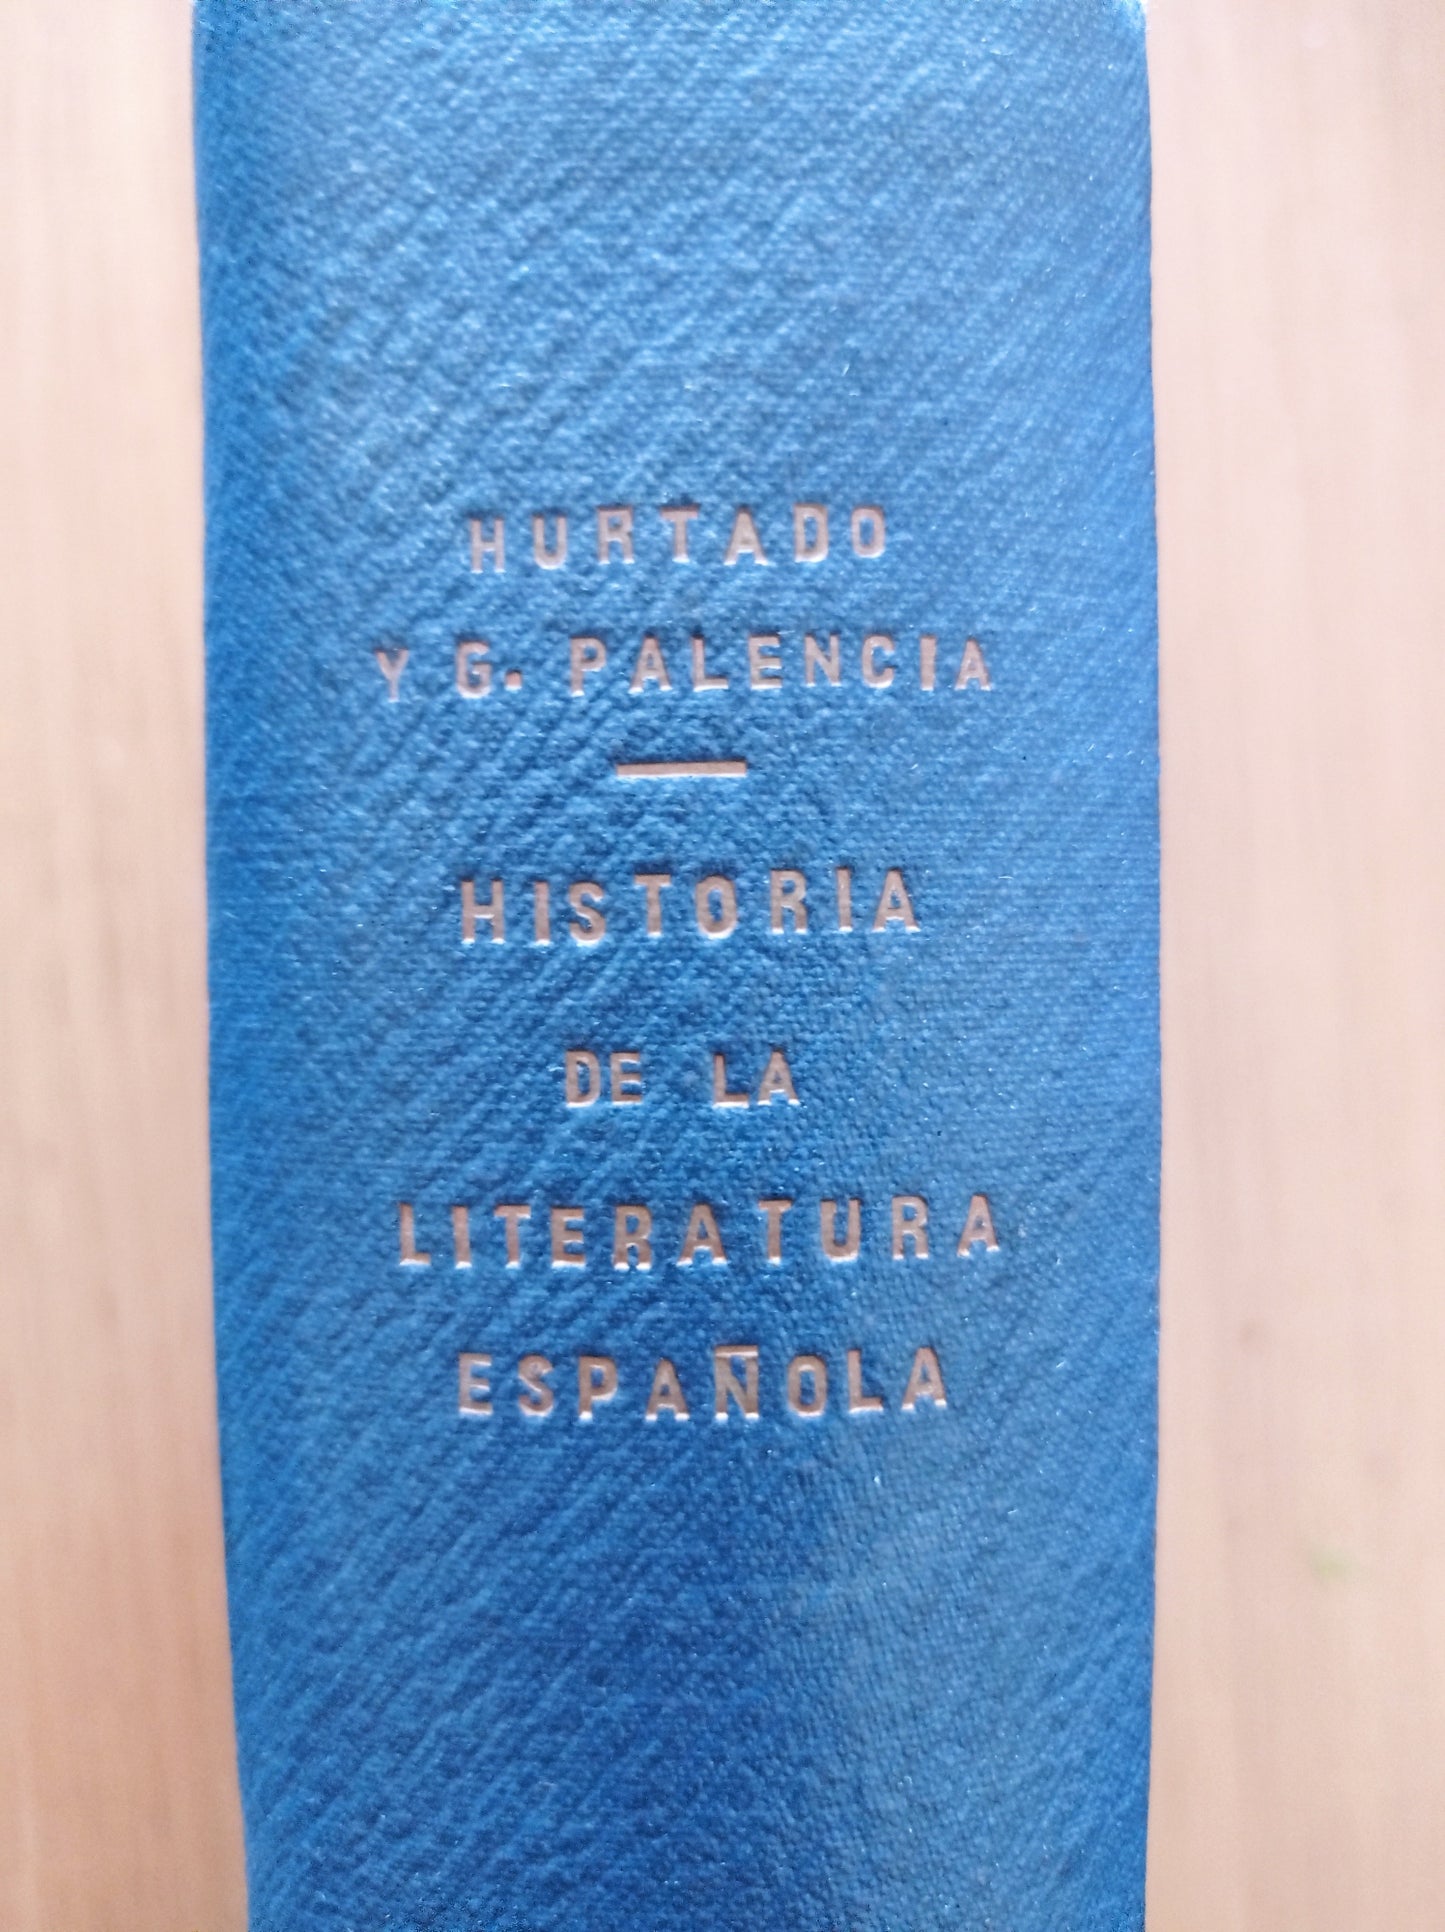 HURTADO
Y G. PALENCIA
HISTORIA
DE LA
LITERATURA
ESPAÑOLA